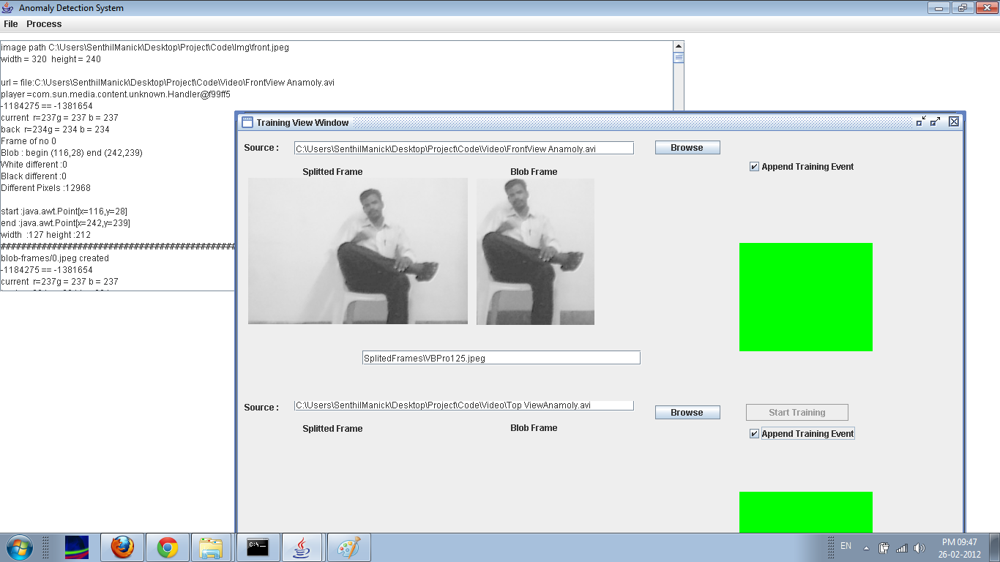 Anomaly Detection System
File Process
image path C:\Users\SenthilManick\Desktop\Project\Code\Img\front.jpeg
width = 320 height = 240
url = file:C:\Users\SenthilManick\Desktop\Project\Code\Video\FrontView Anamoly.avi
player =com.sun.media.content.unknown.Handler@f99ff5
-1184275 == -1381654
current r=237g = 237 b = 237
back r=234g = 234 b = 234
Frame of no 0
Blob : begin (116,28) end (242,239)
White different :0
Black different :0
Different Pixels :12968
start :java.awt.Point[x=116,y=28]
end :java.awt.Point[x=242,y=239]
width :127 height :212
blob-frames/0.jpeg created
-1184275 == -1381654
current r=237g = 237 b = 237
Training View Window
Source : C:\Users\SenthilManick\Desktop\Project\Code\Video\FrontView Anamoly.avi Browse
Append Training Event
Splitted Frame Blob Frame
SplitedFrames\VBPro125.jpeg
Source : C:\Users\SenthilManick\Desktop\Project\Code\Video\Top ViewAnamoly.avi Browse Start Training
Append Training Event
Splitted Frame Blob Frame
C:\
EN
PM 09:47
26-02-2012